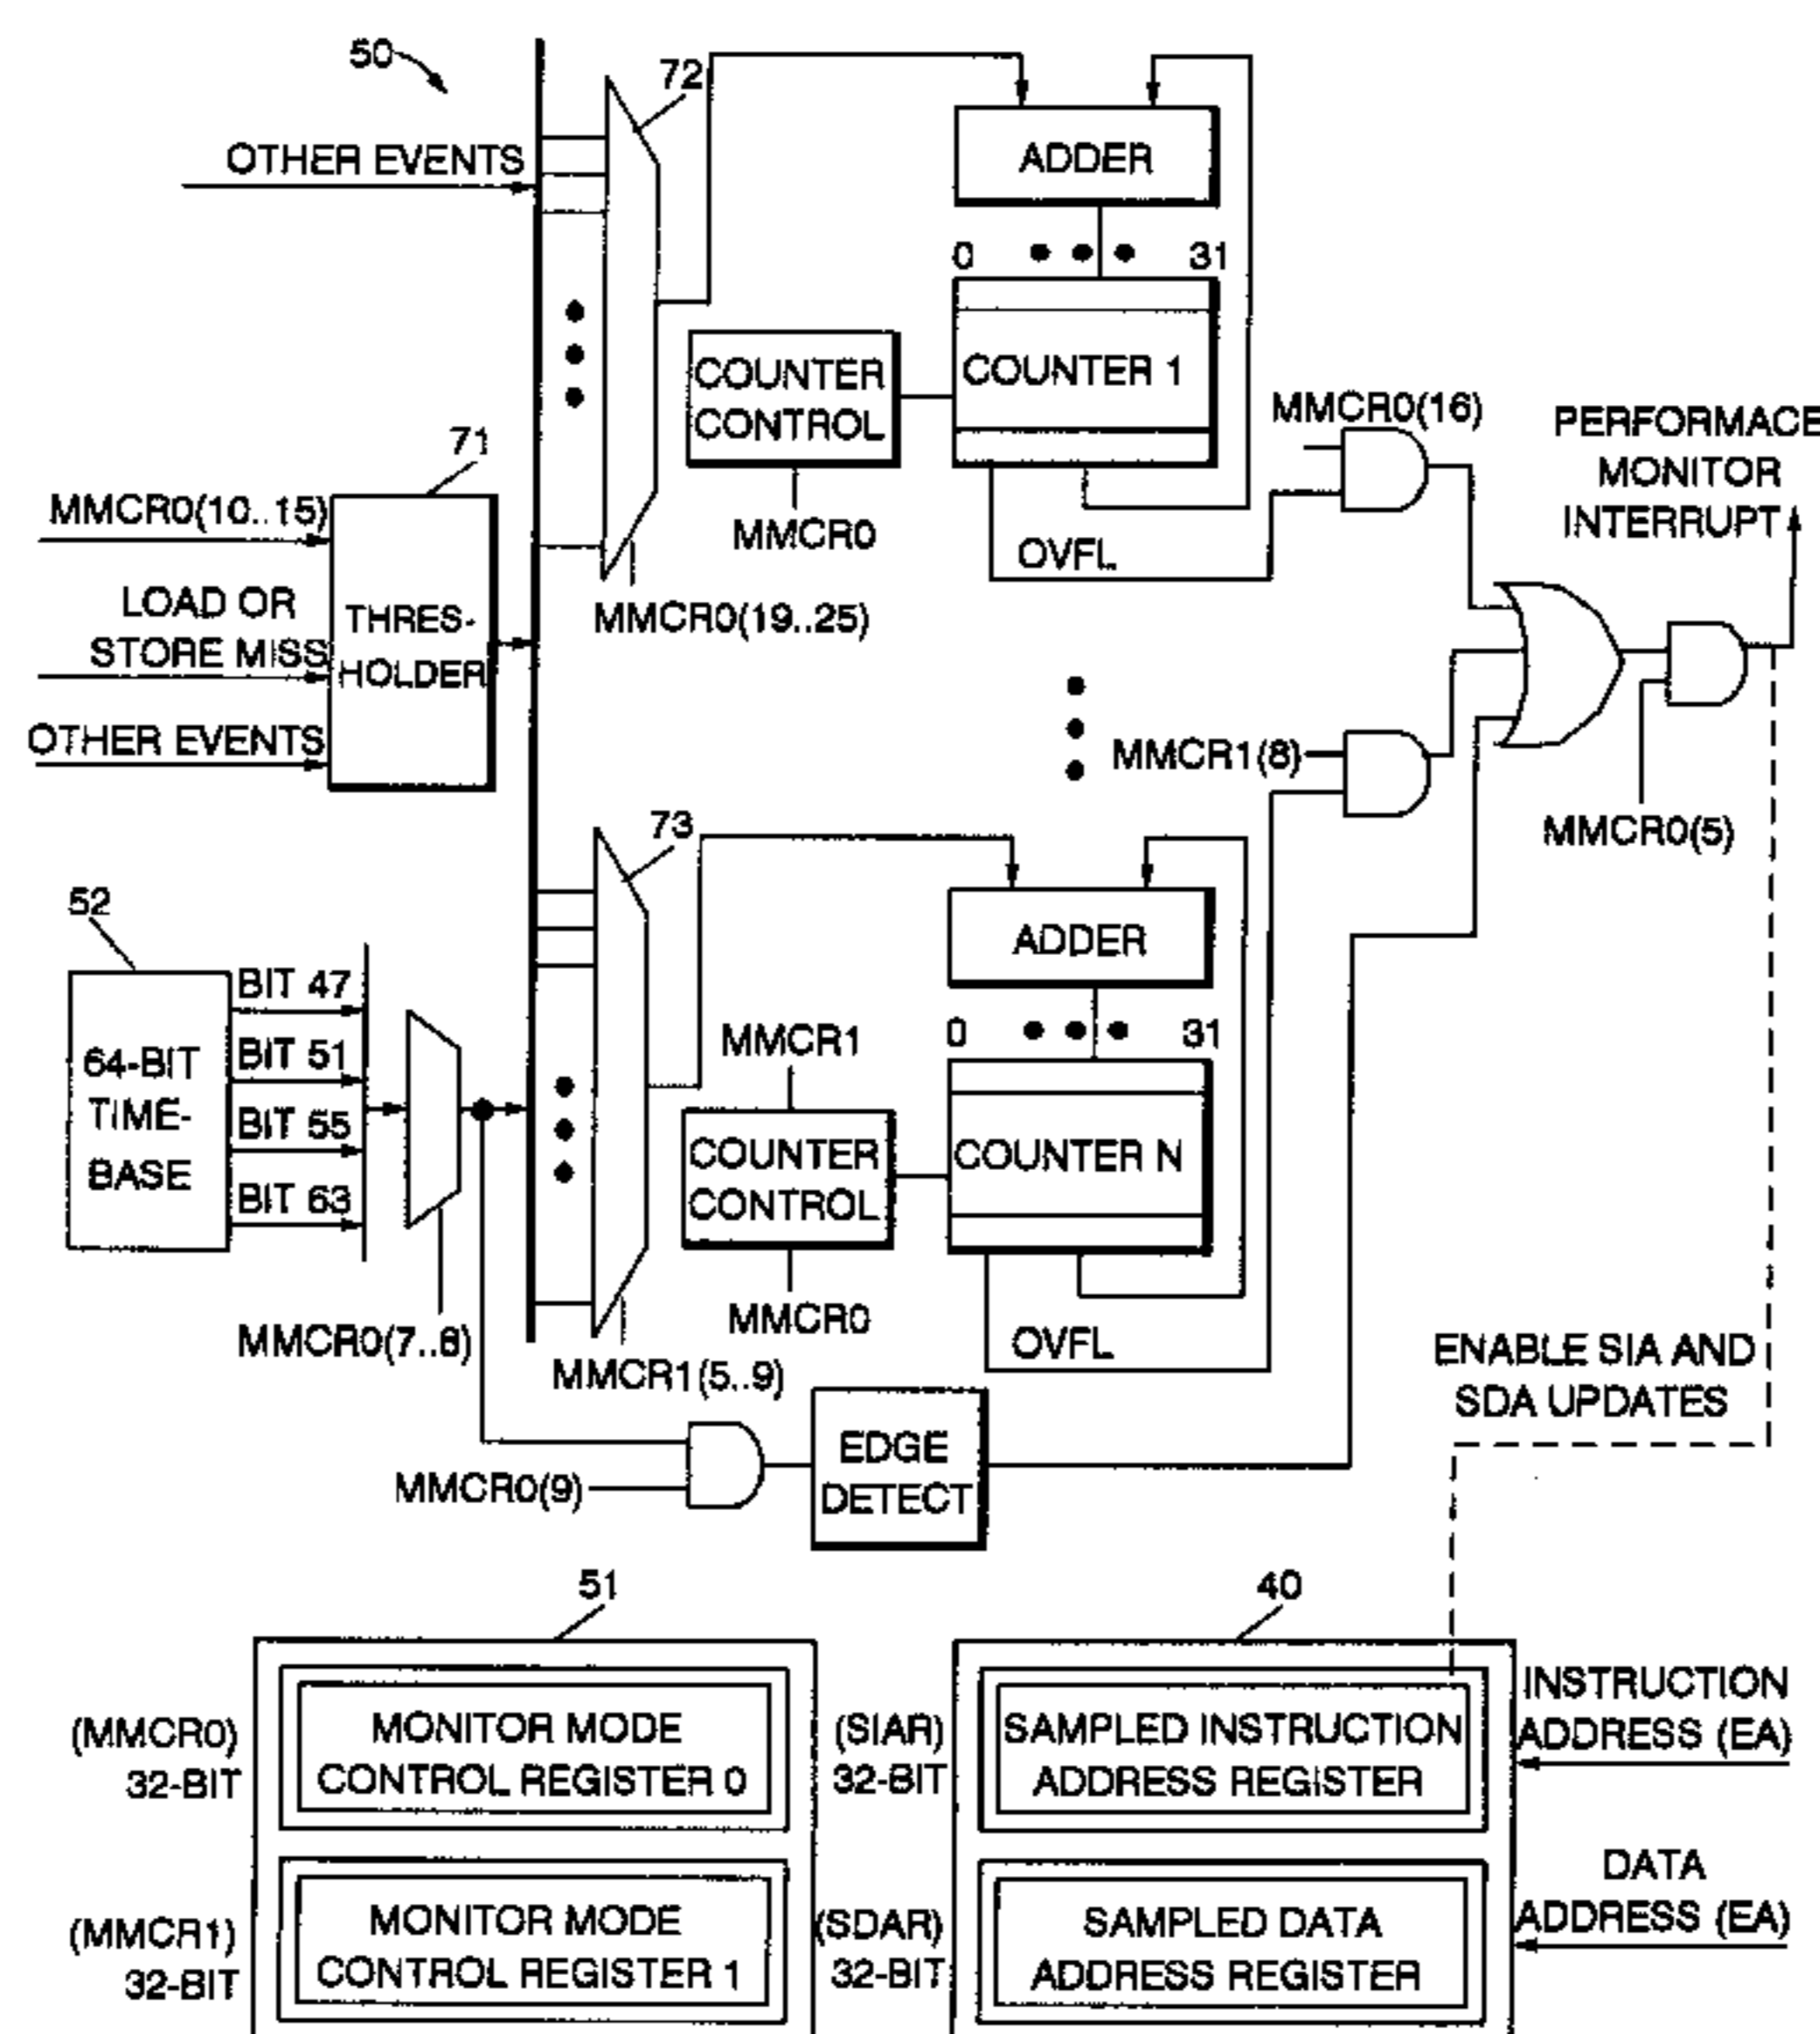 50
72
OTHER EVENTS
ADDER
0 31
COUNTER
CONTROL
COUNTER 1
MMCR0
OVFL
MMCR0(16)
PERFORMACE
MONITOR
INTERRUPT
71
MMCR0(10..15)
LOAD OR
STORE MISS
OTHER EVENTS
THRES-
HOLDER
MMCR0(19..25)
MMCR1(8)
MMCR0(5)
73
52
64-BIT
TIME-
BASE
BIT 47
BIT 51
BIT 55
BIT 63
ADDER
0 31
MMCR1
COUNTER
CONTROL
COUNTER N
MMCR0
OVFL
MMCR0(7..8)
MMCR1(5..9)
ENABLE SIA AND
SDA UPDATES
MMCR0(9)
EDGE
DETECT
51
40
(MMCR0)
32-BIT
MONITOR MODE
CONTROL REGISTER 0
(SIAR)
32-BIT
SAMPLED INSTRUCTION
ADDRESS REGISTER
INSTRUCTION
ADDRESS (EA)
(MMCR1)
32-BIT
MONITOR MODE
CONTROL REGISTER 1
(SDAR)
32-BIT
SAMPLED DATA
ADDRESS REGISTER
DATA
ADDRESS (EA)